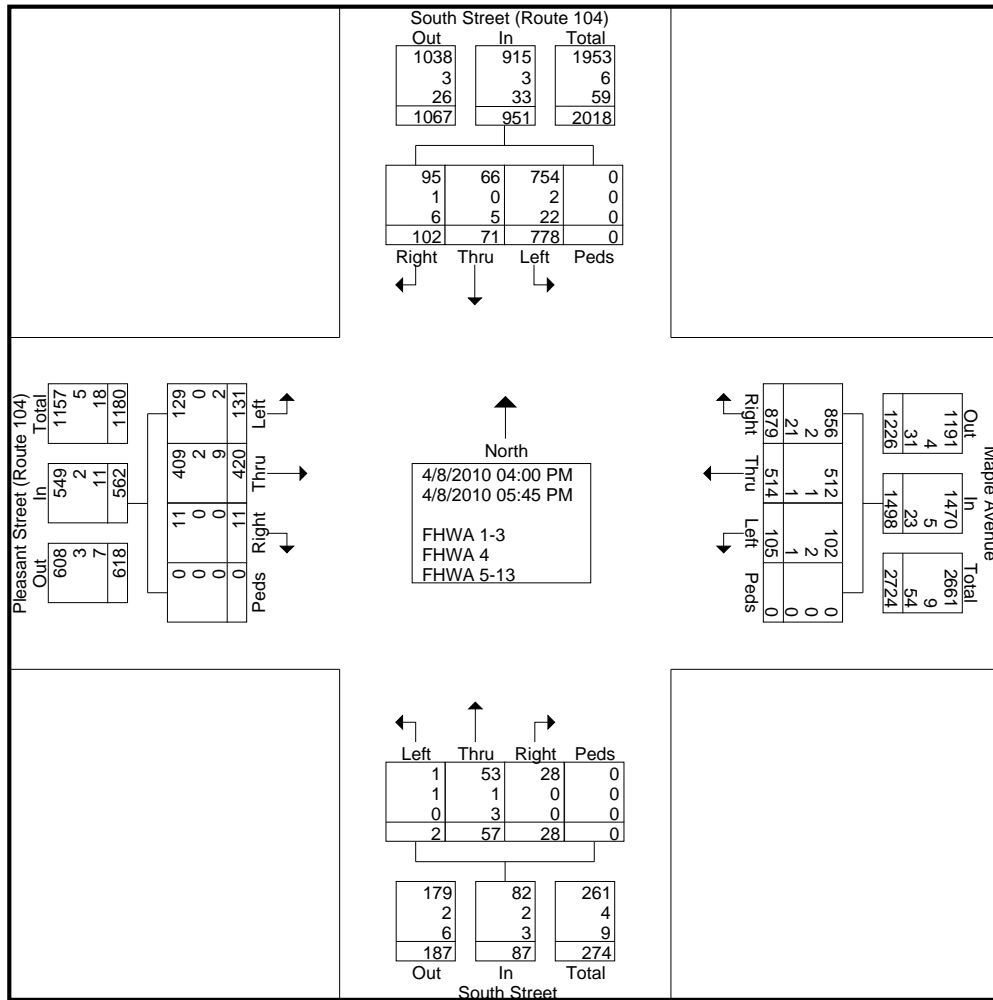 South Street (Route 104)
Out In Total
1038 915 1953
3 3 6
26 33 59
1067 951 2018
95 66 754 0
1 0 2 0
6 5 22 0
102 71 778 0
Right Thru Left Peds
Pleasant Street (Route 104)
Total In Out
1157 549 608
5 2 3
18 11 7
1180 562 618
129 409 11 0
0 2 0 0
2 9 0 0
131 420 11 0
Left Thru Right Peds
North
4/8/2010 04:00 PM
4/8/2010 05:45 PM
FHWA 1-3
FHWA 4
FHWA 5-13
Maple Avenue
Out In Total
1191 1470 2661
4 5 9
31 23 54
1226 1498 2724
856 512 102 0
2 1 2 0
21 1 1 0
879 514 105 0
Right Thru Left Peds
Left Thru Right Peds
1 53 28 0
1 1 0 0
0 3 0 0
2 57 28 0
179 82 261
2 2 4
6 3 9
187 87 274
Out In Total
South Street